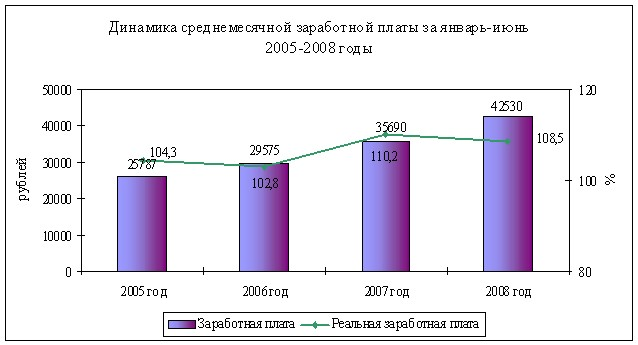 Динамика среднемесячной заработной платы за январь-июнь
2005-2008 годы
50000
40000
30000
20000
10000
0
рублей
120
100
80
%
25787
104,3
29575
102,8
35690
110,2
42530
108,5
2005 год
2006 год
2007 год
2008 год
Заработная плата
Реальная заработная плата